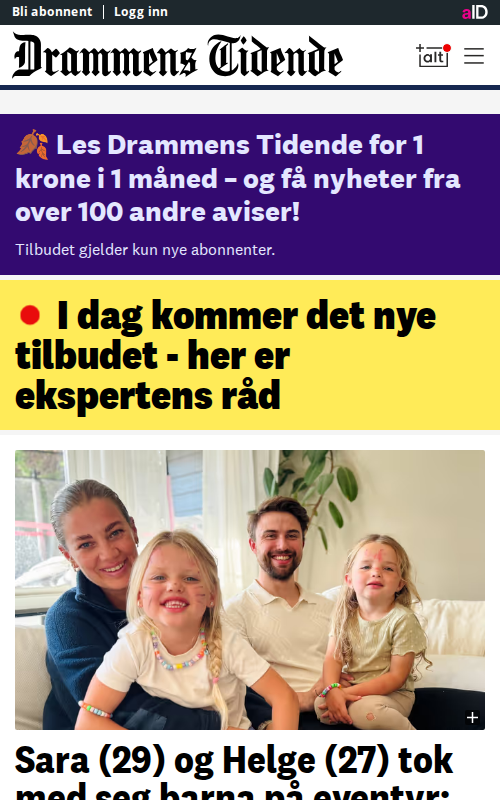 Bli abonnent | Logg inn
aID
Drammens Tidende
+alt
Les Drammens Tidende for 1
krone i 1 måned – og få nyheter fra
over 100 andre aviser!
Tilbudet gjelder kun nye abonnenter.
I dag kommer det nye
tilbudet - her er
ekspertens råd
Sara (29) og Helge (27) tok
med seg barna på eventyr: